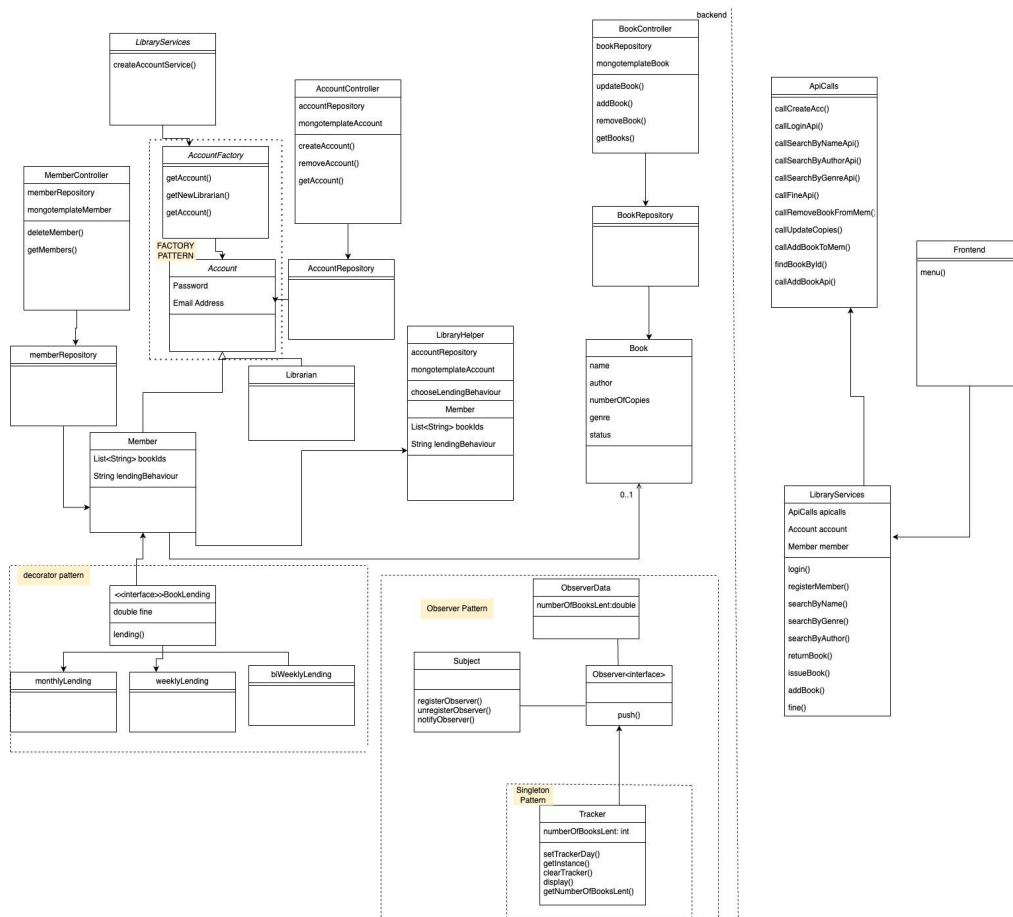 backend
LibraryServices
createAccountService()
AccountController
accountRepository
mongotemplateAccount
createAccount()
removeAccount()
getAccount()
BookController
bookRepository
mongotemplateBook
updateBook()
addBook()
removeBook()
getBooks()
ApiCalls
callCreateAcc()
callLoginApi()
callSearchByNameApi()
callSearchByAuthorApi()
callSearchByGenreApi()
callFineApi()
callRemoveBookFromMem()
callUpdateCopies()
callAddBookToMem()
findBookById()
callAddBookApi()
MemberController
memberRepository
mongotemplateMember
deleteMember()
getMembers()
AccountFactory
getAccount()
getNewLibrarian()
getAccount()
FACTORY
PATTERN
Account
Password
Email Address
AccountRepository
BookRepository
Frontend
menu()
memberRepository
Librarian
LibraryHelper
accountRepository
mongotemplateAccount
chooseLendingBehaviour
Member
List<String> bookIds
String lendingBehaviour
Book
name
author
numberOfCopies
genre
status
0..1
Member
List<String> bookIds
String lendingBehaviour
LibraryServices
ApiCalls apicalls
Account account
Member member
login()
registerMember()
searchByName()
searchByGenre()
searchByAuthor()
returnBook()
issueBook()
addBook()
fine()
decorator pattern
<<interface>>BookLending
double fine
lending()
monthlyLending
weeklyLending
biWeeklyLending
Observer Pattern
ObserverData
numberOfBooksLent:double
Subject
registerObserver()
unregisterObserver()
notifyObserver()
Observer<interface>
push()
Singleton
Pattern
Tracker
numberOfBooksLent: int
setTrackerDay()
getInstance()
clearTracker()
display()
getNumberOfBooksLent()